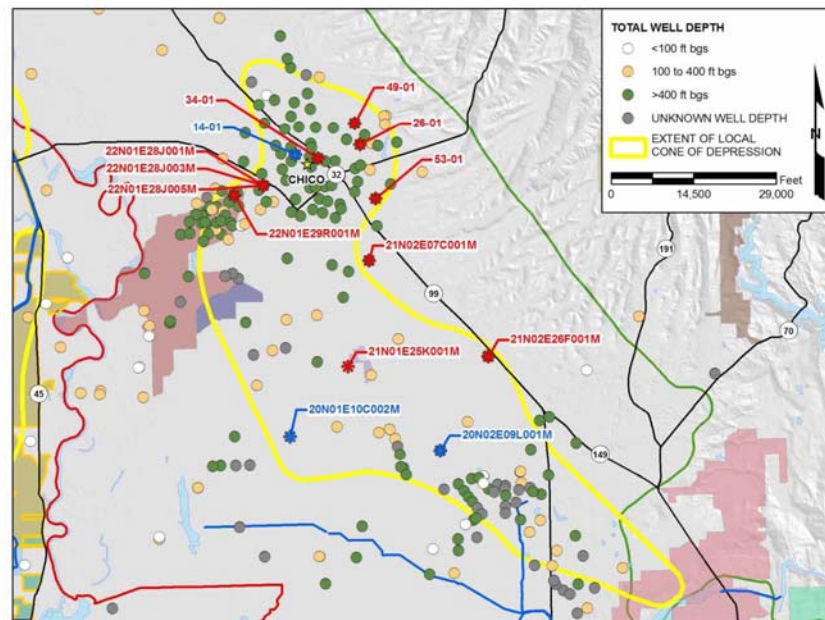 TOTAL WELL DEPTH
<100 ft bgs
100 to 400 ft bgs
>400 ft bgs
UNKNOWN WELL DEPTH
EXTENT OF LOCAL
CONE OF DEPRESSION
Feet
0 14,500 29,000
N
49-01
34-01
14-01
26-01
22N01E28J001M
22N01E28J003M
22N01E28J005M
CHICO
32
53-01
22N01E29R001M
21N02E07C001M
191
99
70
21N01E25K001M
21N02E26F001M
45
20N01E10C002M
20N02E09L001M
149